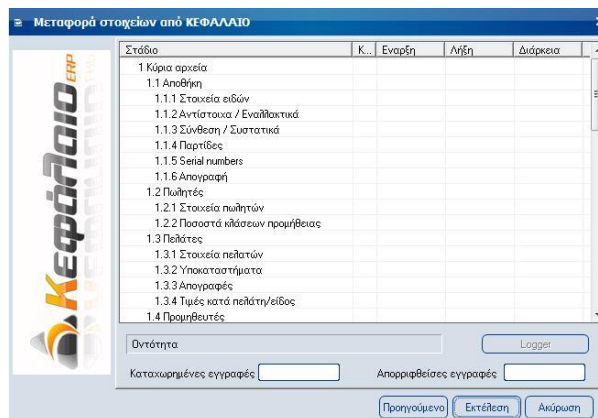 Μεταφορά στοιχείων από ΚΕΦΑΛΑΙΟ
Στάδιο Κ... Εναρξη Λήξη Διάρκεια
1 Κύρια αρχεία
1.1 Αποθήκη
1.1.1 Στοιχεία ειδών
1.1.2 Αντίστοιχα / Εναλλακτικά
1.1.3 Σύνθεση / Συστατικά
1.1.4 Παρτίδες
1.1.5 Serial numbers
1.1.6 Απογραφή
1.2 Πωλητές
1.2.1 Στοιχεία πωλητών
1.2.2 Ποσοστά κλάσεων προμήθειας
1.3 Πελάτες
1.3.1 Στοιχεία πελατών
1.3.2 Υποκαταστήματα
1.3.3 Απογραφές
1.3.4 Τιμές κατά πελάτη/είδος
1.4 Προμηθευτές
Κεφάλαιο ERP
Οντότητα Logger
Καταχωρημένες εγγραφές Απορριφθείσες εγγραφές
Προηγούμενο Εκτέλεση Ακύρωση